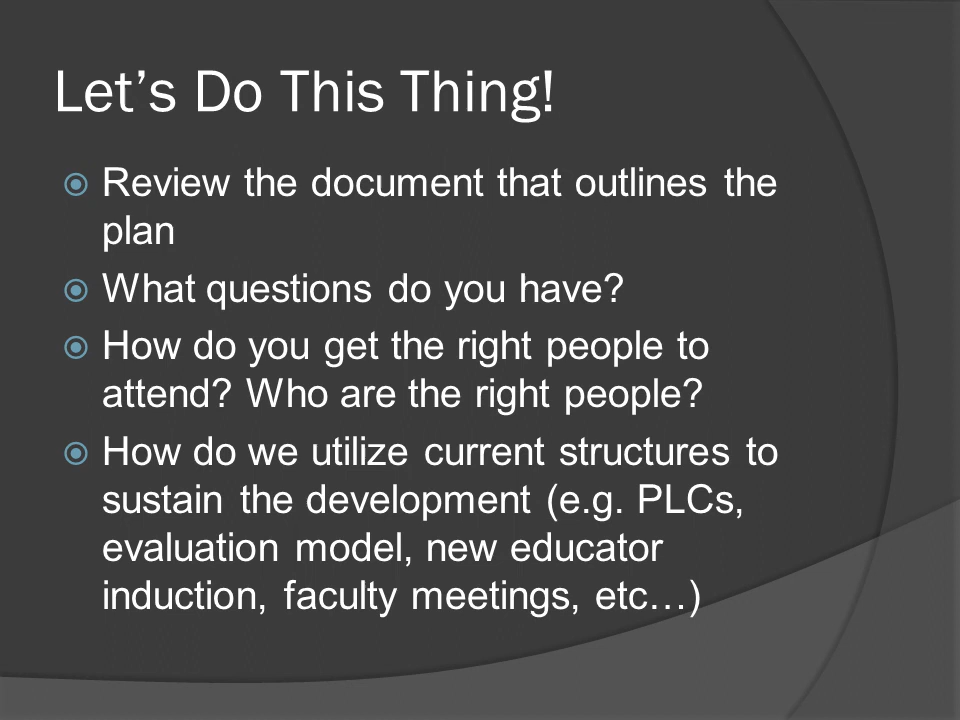 Let’s Do This Thing!
Review the document that outlines the
plan
What questions do you have?
How do you get the right people to
attend? Who are the right people?
How do we utilize current structures to
sustain the development (e.g. PLCs,
evaluation model, new educator
induction, faculty meetings, etc…)